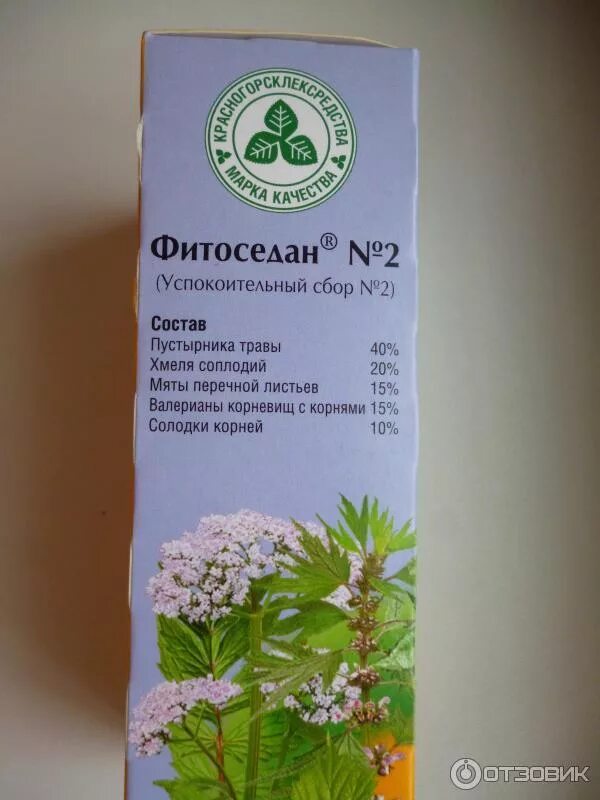 КРАСНОГОРСКЛЕКСРЕДСТВА
МАРКА КАЧЕСТВА
Фитоседан® №2
(Успокоительный сбор №2)
Состав
Пустырника травы 40%
Хмеля соплодий 20%
Мяты перечной листьев 15%
Валерианы корневищ с корнями 15%
Солодки корней 10%
ОТЗОВИК